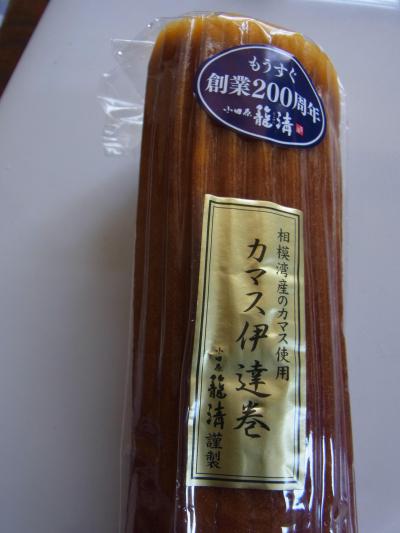 もうすぐ
創業200周年
小田原 籠清
相模湾産のカマス使用
カマス伊達巻
小田原 籠清 謹製